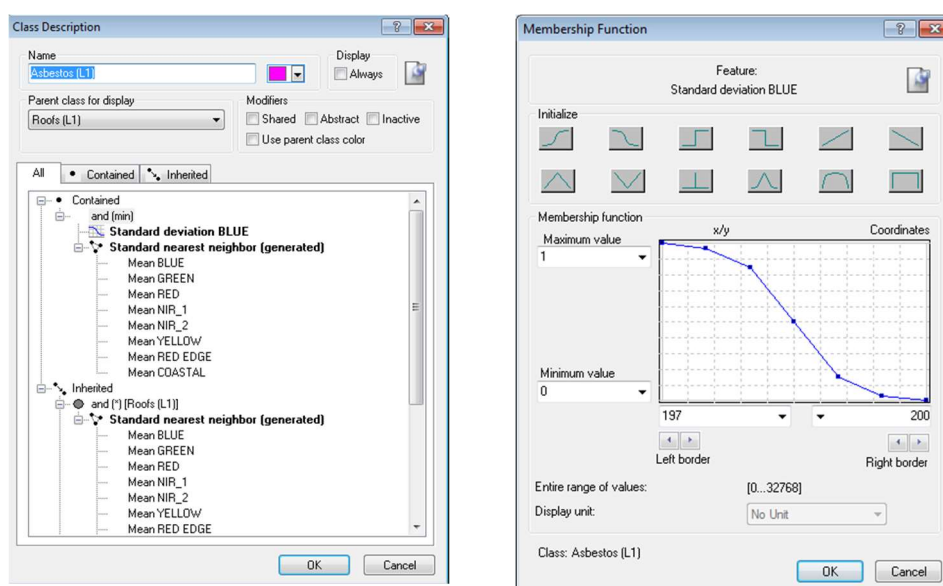 Class Description
Name
Asbestos (L1)
Display
Always
Parent class for display
Roofs (L1)
Modifiers
Shared Abstract Inactive
Use parent class color
All Contained Inherited
Contained
and (min)
Standard deviation BLUE
Standard nearest neighbor (generated)
Mean BLUE
Mean GREEN
Mean RED
Mean NIR_1
Mean NIR_2
Mean YELLOW
Mean RED EDGE
Mean COASTAL
Inherited
and (*) [Roofs (L1)]
Standard nearest neighbor (generated)
Mean BLUE
Mean GREEN
Mean RED
Mean NIR_1
Mean NIR_2
Mean YELLOW
Mean RED EDGE
OK Cancel
Membership Function
Feature:
Standard deviation BLUE
Initialize
Membership function
Maximum value x/y Coordinates
1
Minimum value
0
197 200
Left border Right border
Entire range of values: [0...32768]
Display unit: No Unit
Class: Asbestos (L1)
OK Cancel